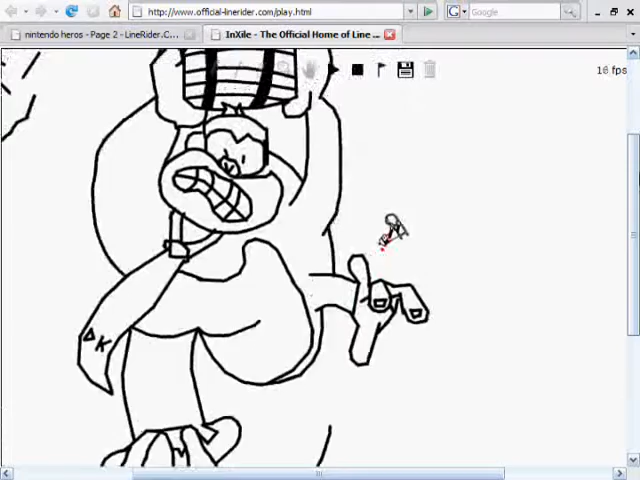 http://www.official-linerider.com/play.html
Google
nintendo heros - Page 2 - LineRider.C...
InXile - The Official Home of Line ...
16 fps
DK